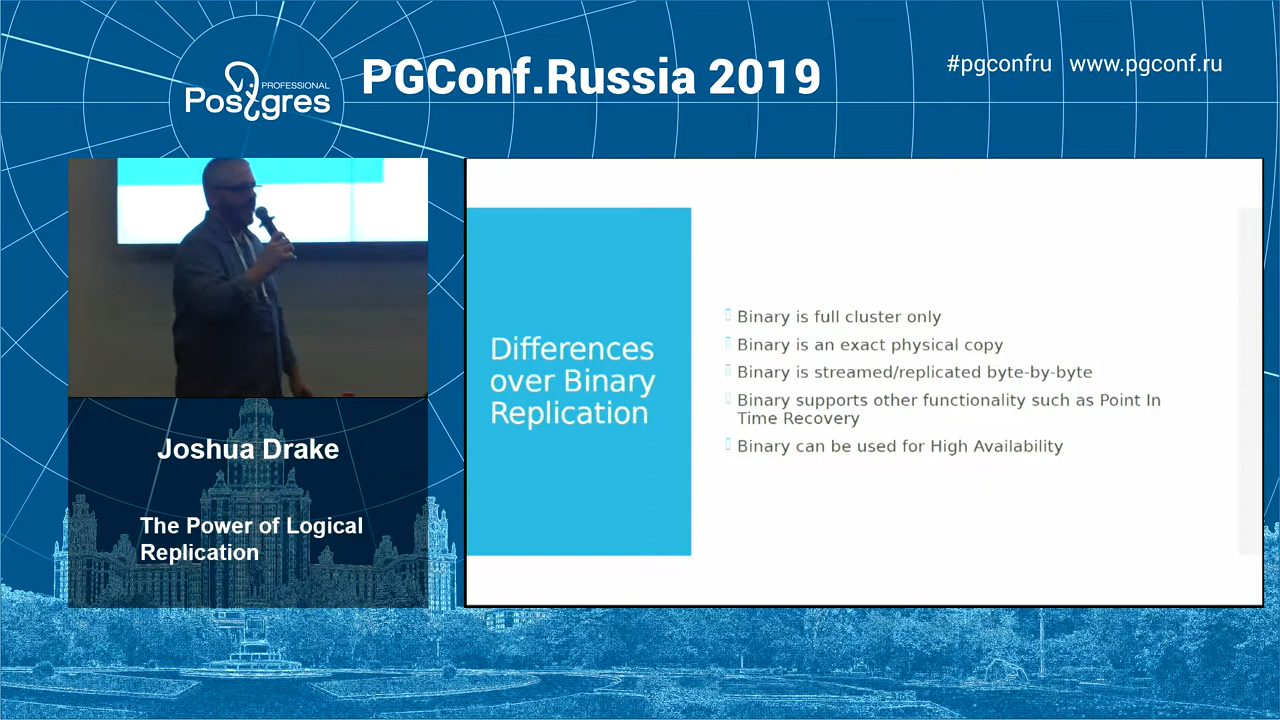 PROFESSIONAL
Postgres
PGConf.Russia 2019
#pgconfru www.pgconf.ru
Joshua Drake
The Power of Logical
Replication
Differences
over Binary
Replication
Binary is full cluster only
Binary is an exact physical copy
Binary is streamed/replicated byte-by-byte
Binary supports other functionality such as Point In
Time Recovery
Binary can be used for High Availability